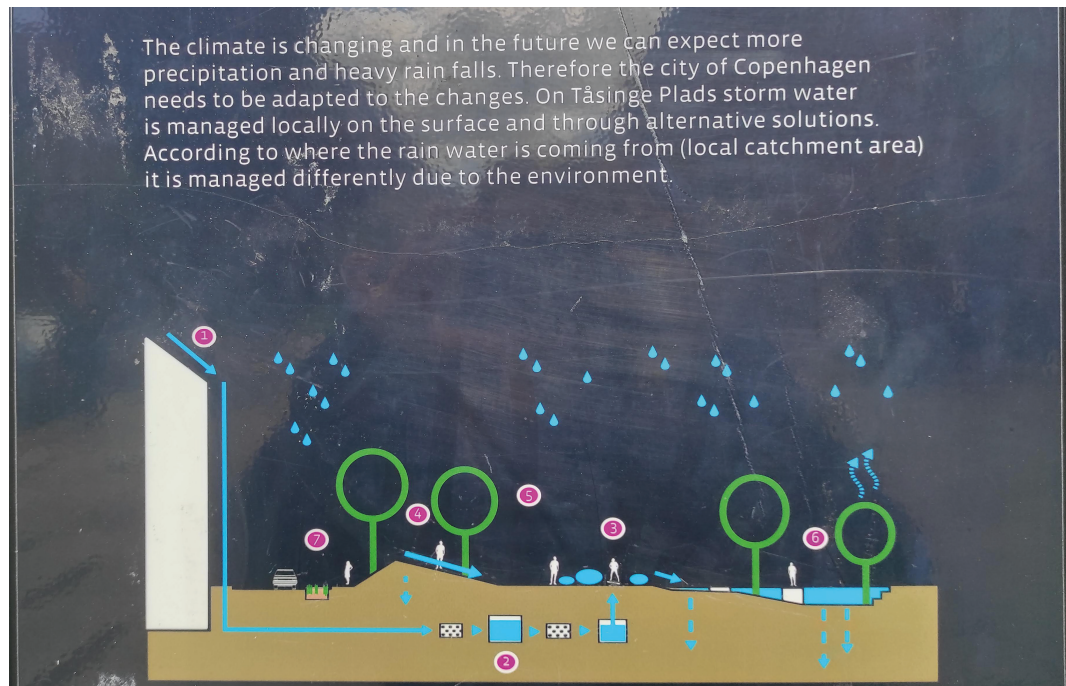 The climate is changing and in the future we can expect more
precipitation and heavy rain falls. Therefore the city of Copenhagen
needs to be adapted to the changes. On Tåsinge Plads storm water
is managed locally on the surface and through alternative solutions.
According to where the rain water is coming from (local catchment area)
it is managed differently due to the environment.
1
5
4
3
7
6
2